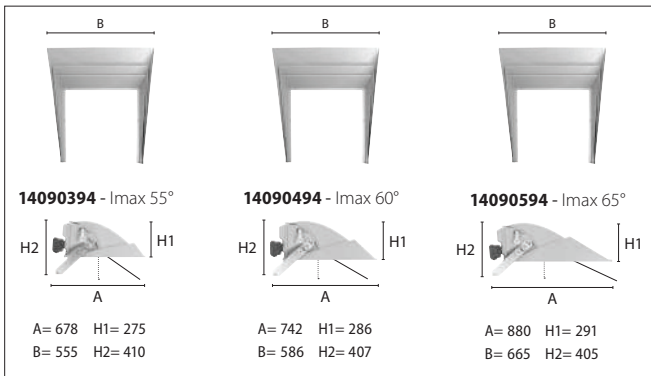 B
B
B
14090394 - Imax 55°
14090494 - Imax 60°
14090594 - Imax 65°
H2
H1
A
H2
H1
A
H2
H1
A
A= 678 H1= 275
B= 555 H2= 410
A= 742 H1= 286
B= 586 H2= 407
A= 880 H1= 291
B= 665 H2= 405